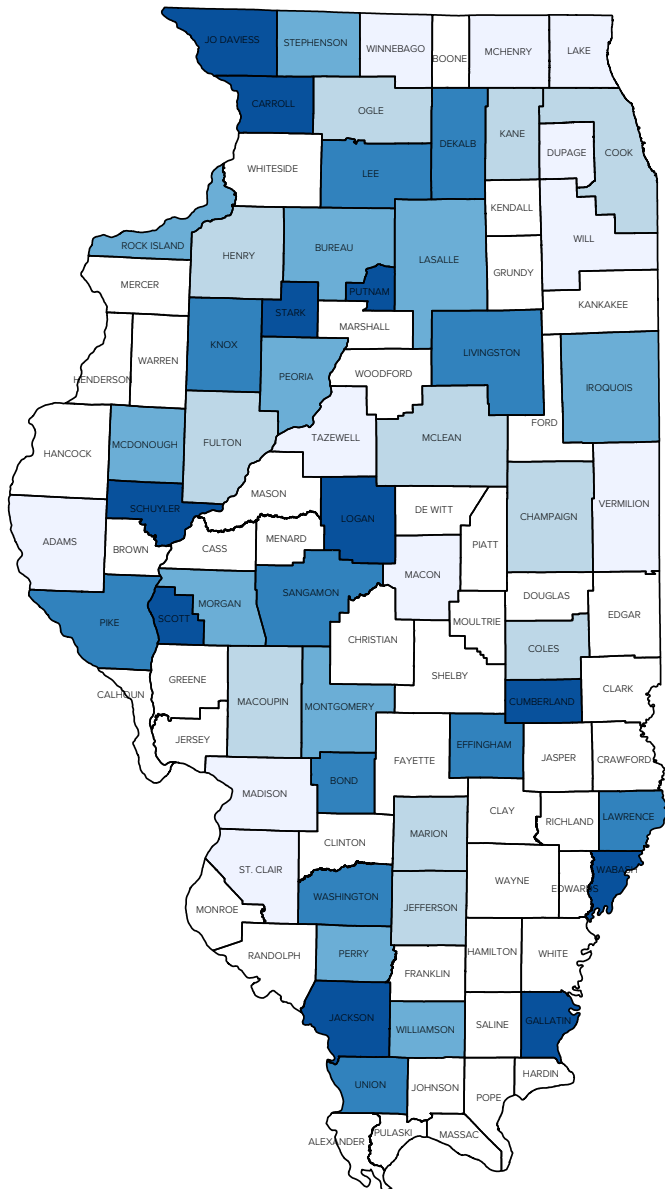 JO DAVIESS
STEPHENSON
WINNEBAGO
BOONE
MCHENRY
LAKE
CARROLL
OGLE
DEKALB
KANE
DUPAGE
COOK
WHITESIDE
LEE
KENDALL
WILL
ROCK ISLAND
HENRY
BUREAU
LASALLE
GRUNDY
MERCER
PUTNAM
KANKAKEE
STARK
MARSHALL
HENDERSON
WARREN
KNOX
PEORIA
WOODFORD
LIVINGSTON
IROQUOIS
FORD
HANCOCK
MCDONOUGH
FULTON
TAZEWELL
MCLEAN
MASON
SCHUYLER
LOGAN
DE WITT
CHAMPAIGN
VERMILION
ADAMS
BROWN
CASS
MENARD
PIATT
MACON
PIKE
SCOTT
MORGAN
SANGAMON
DOUGLAS
EDGAR
MOULTRIE
CHRISTIAN
COLES
SHELBY
CALHOUN
GREENE
MACOUPIN
MONTGOMERY
CUMBERLAND
CLARK
JERSEY
FAYETTE
EFFINGHAM
JASPER
CRAWFORD
MADISON
BOND
CLAY
RICHLAND
LAWRENCE
CLINTON
MARION
ST. CLAIR
WAYNE
EDWARDS
WABASH
MONROE
WASHINGTON
JEFFERSON
RANDOLPH
PERRY
FRANKLIN
HAMILTON
WHITE
JACKSON
WILLIAMSON
SALINE
GALLATIN
UNION
JOHNSON
POPE
HARDIN
ALEXANDER
PULASKI
MASSAC